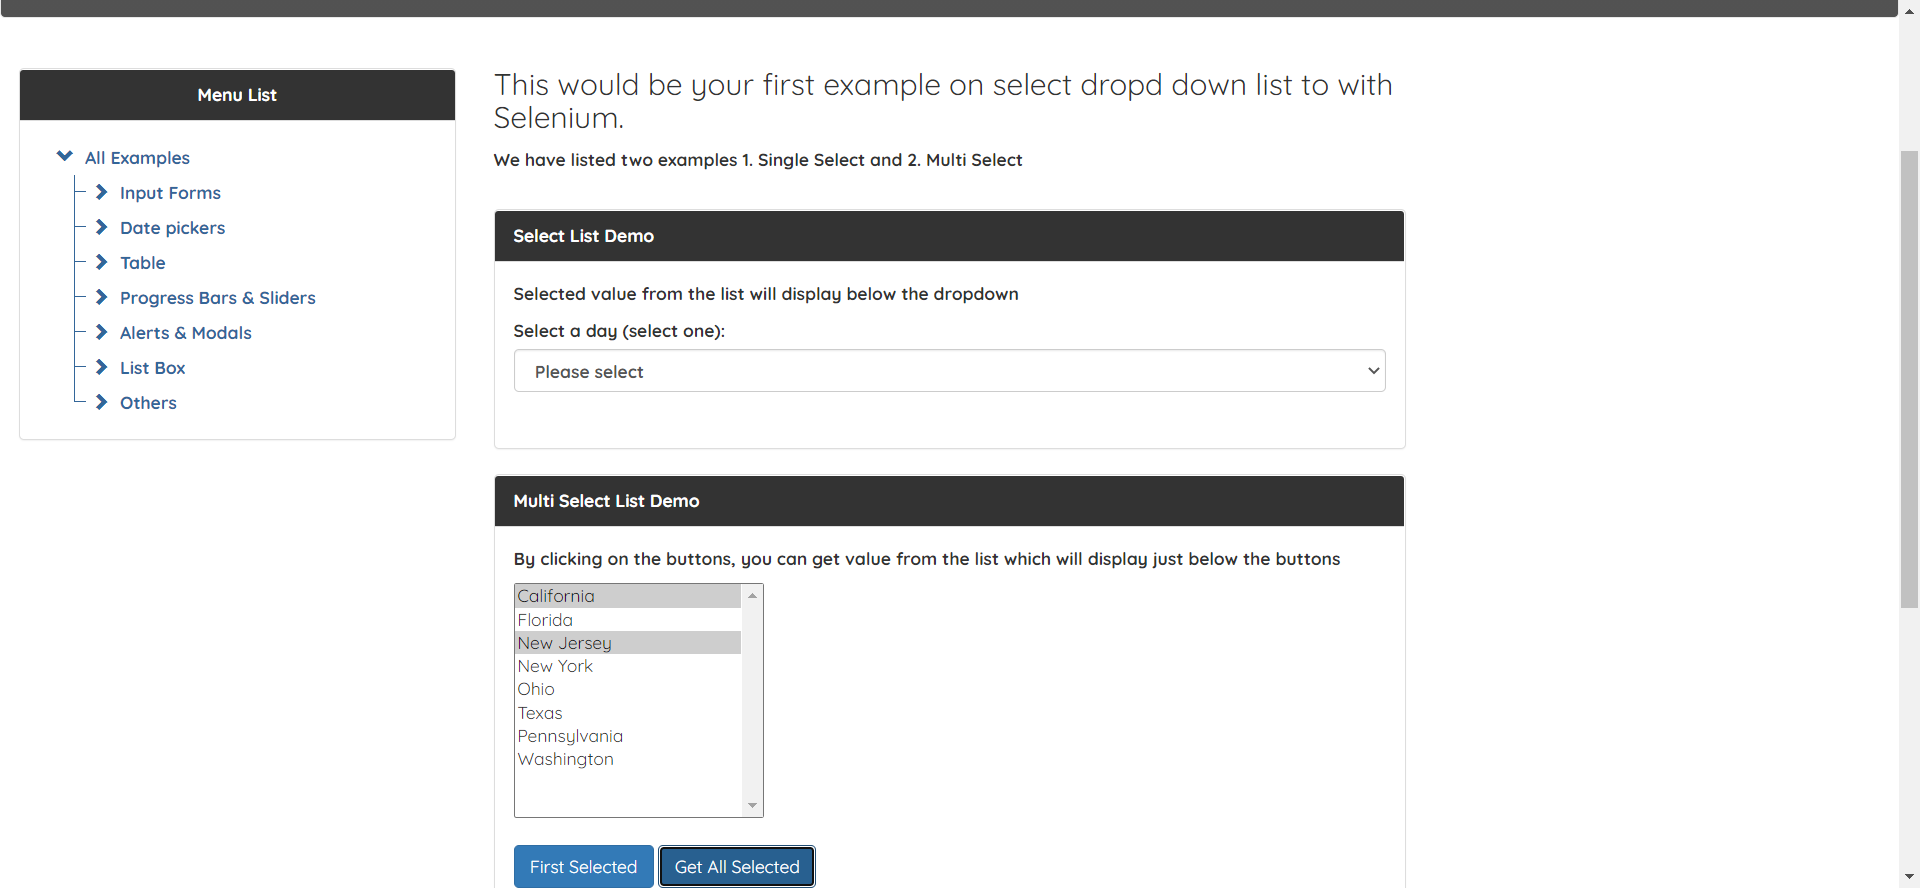 Menu List
All Examples
Input Forms
Date pickers
Table
Progress Bars & Sliders
Alerts & Modals
List Box
Others
This would be your first example on select dropd down list to with
Selenium.
We have listed two examples 1. Single Select and 2. Multi Select
Select List Demo
Selected value from the list will display below the dropdown
Select a day (select one):
Please select
Multi Select List Demo
By clicking on the buttons, you can get value from the list which will display just below the buttons
California
Florida
New Jersey
New York
Ohio
Texas
Pennsylvania
Washington
First Selected
Get All Selected